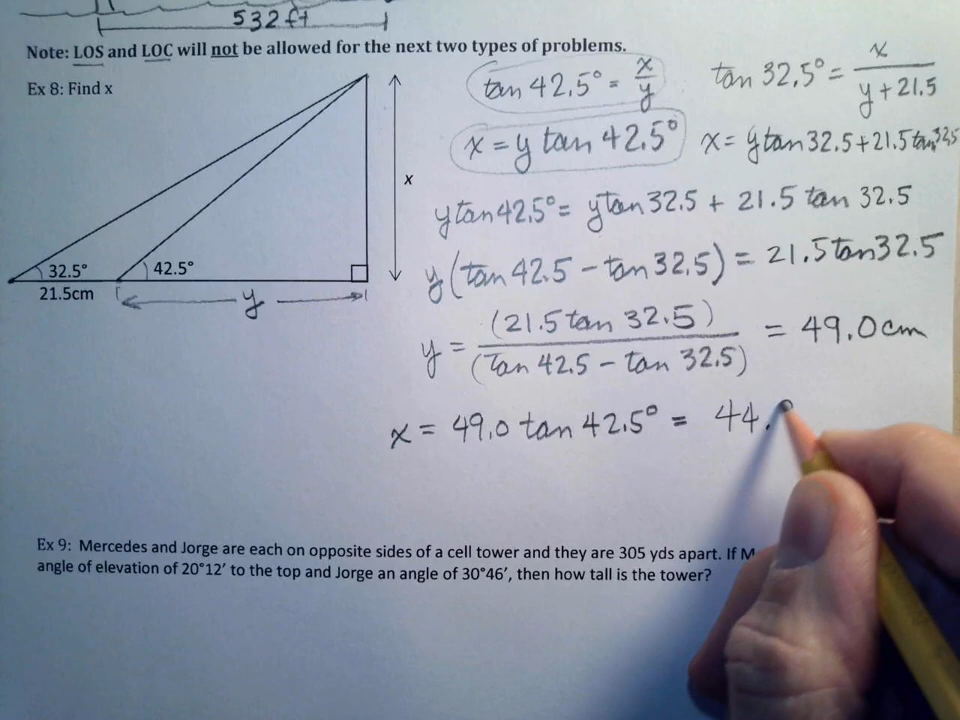 532 ft
Note: LOS and LOC will not be allowed for the next two types of problems.
Ex 8: Find x
x
32.5°
42.5°
21.5cm
y
tan 42.5° = x/y
x = y tan 42.5°
tan 32.5° = x/(y + 21.5)
x = y tan 32.5 + 21.5 tan 32.5
y tan 42.5° = y tan 32.5 + 21.5 tan 32.5
y (tan 42.5 - tan 32.5) = 21.5 tan 32.5
y = (21.5 tan 32.5)/(tan 42.5 - tan 32.5) = 49.0 cm
x = 49.0 tan 42.5° = 44.
Ex 9: Mercedes and Jorge are each on opposite sides of a cell tower and they are 305 yds apart. If M
angle of elevation of 20°12′ to the top and Jorge an angle of 30°46′, then how tall is the tower?